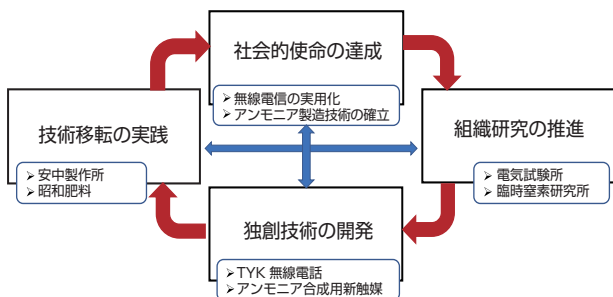 社会的使命の達成
➢ 無線電信の実用化
➢ アンモニア製造技術の確立
技術移転の実践
➢ 安中製作所
➢ 昭和肥料
組織研究の推進
➢ 電気試験所
➢ 臨時窒素研究所
独創技術の開発
➢ TYK 無線電話
➢ アンモニア合成用新触媒